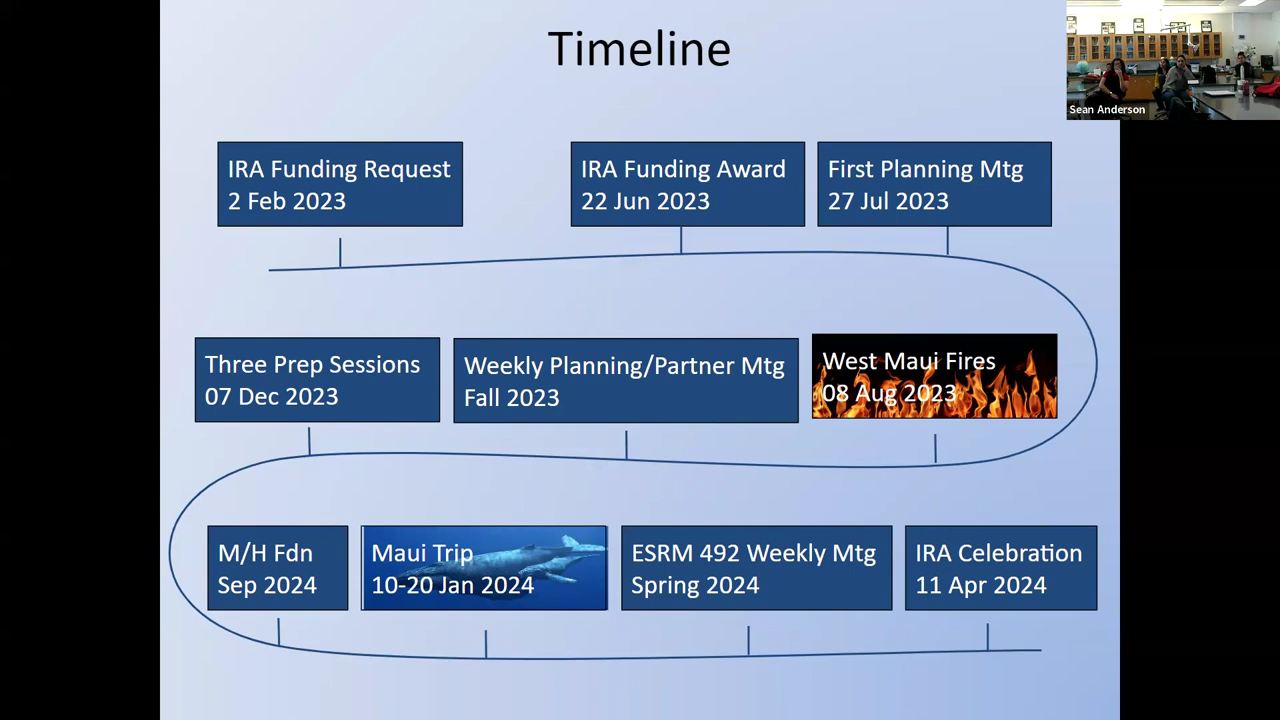 Timeline
Sean Anderson
IRA Funding Request
2 Feb 2023
IRA Funding Award
22 Jun 2023
First Planning Mtg
27 Jul 2023
Three Prep Sessions
07 Dec 2023
Weekly Planning/Partner Mtg
Fall 2023
West Maui Fires
08 Aug 2023
M/H Fdn
Sep 2024
Maui Trip
10-20 Jan 2024
ESRM 492 Weekly Mtg
Spring 2024
IRA Celebration
11 Apr 2024